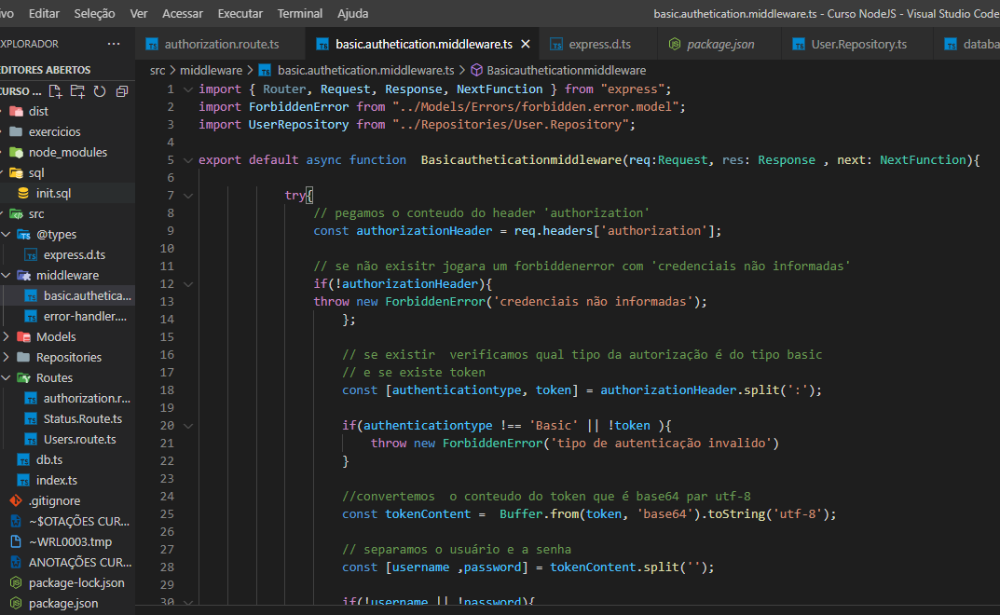 ivo Editar Seleção Ver Acessar Executar Terminal Ajuda basic.authetication.middleware.ts - Curso NodeJS - Visual Studio Code
EXPLORADOR ··· authorization.route.ts basic.authetication.middleware.ts express.d.ts package.json User.Repository.ts databa
EDITORES ABERTOS
CURSO ...
dist
exercicios
node_modules
sql
init.sql
src
@types
express.d.ts
middleware
basic.autheticа...
error-handler....
Models
Repositories
Routes
authorization.r...
Status.Route.ts
Users.route.ts
db.ts
index.ts
.gitignore
~$OTAÇÕES CUR...
~WRL0003.tmp
ANOTAÇÕES CUR...
package-lock.json
package.json
src > middleware > basic.authetication.middleware.ts > Basicautheticationmiddleware
1 import { Router, Request, Response, NextFunction } from "express";
2 import ForbiddenError from "../Models/Errors/forbidden.error.model";
3 import UserRepository from "../Repositories/User.Repository";
4
5 export default async function Basicautheticationmiddleware(req:Request, res: Response , next: NextFunction){
6
7 try{
8 // pegamos o conteudo do header 'authorization'
9 const authorizationHeader = req.headers['authorization'];
10
11 // se não exisitr jogara um forbiddenerror com 'credenciais não informadas'
12 if(!authorizationHeader){
13 throw new ForbiddenError('credenciais não informadas');
14 };
15
16 // se existir  verificamos qual tipo da autorização é do tipo basic
17 // e se existe token
18 const [authenticationtype, token] = authorizationHeader.split(':');
19
20 if(authenticationtype !== 'Basic' || !token ){
21 throw new ForbiddenError('tipo de autenticação invalido')
22 }
23
24 //convertemos  o conteudo do token que é base64 par utf-8
25 const tokenContent =  Buffer.from(token, 'base64').toString('utf-8');
26
27 // separamos o usuário e a senha
28 const [username ,password] = tokenContent.split('');
29
30 if(!username || !password){